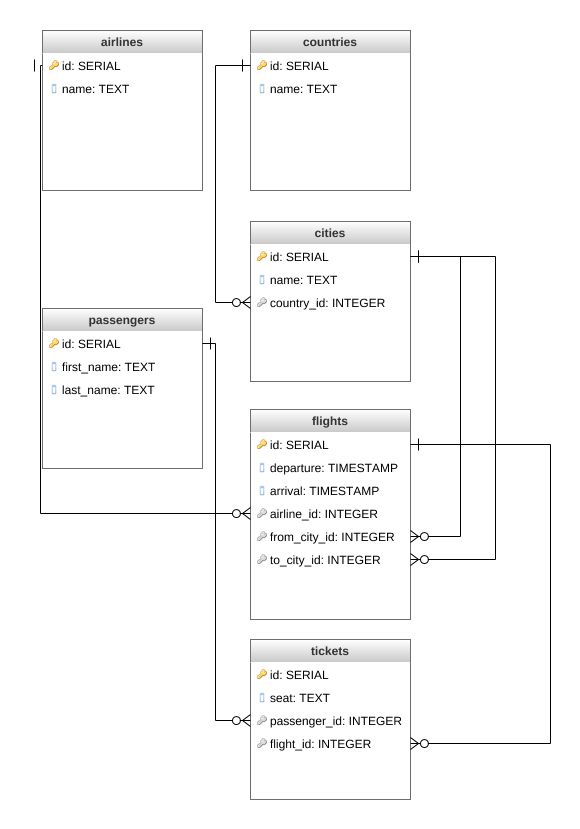 airlines
id: SERIAL
name: TEXT
countries
id: SERIAL
name: TEXT
cities
id: SERIAL
name: TEXT
country_id: INTEGER
passengers
id: SERIAL
first_name: TEXT
last_name: TEXT
flights
id: SERIAL
departure: TIMESTAMP
arrival: TIMESTAMP
airline_id: INTEGER
from_city_id: INTEGER
to_city_id: INTEGER
tickets
id: SERIAL
seat: TEXT
passenger_id: INTEGER
flight_id: INTEGER